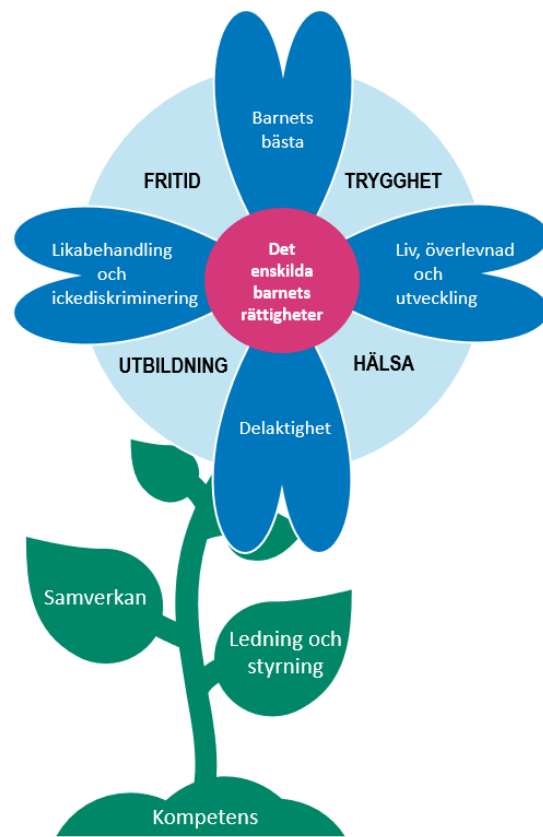 Barnets
bästa
FRITID
TRYGGHET
Likabehandling
och
ickediskriminering
Det
enskilda
barnets
rättigheter
Liv, överlevnad
och
utveckling
UTBILDNING
HÄLSA
Delaktighet
Samverkan
Ledning och
styrning
Kompetens